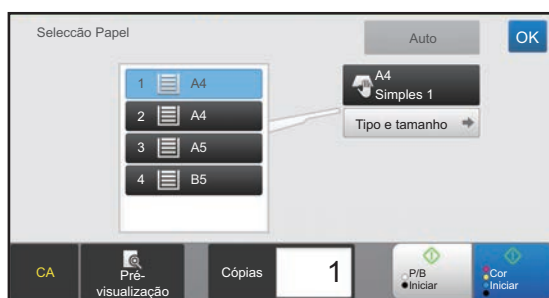 Seleccão Papel
Auto
OK
1 A4
2 A4
3 A5
4 B5
A4
Simples 1
Tipo e tamanho
CA
Pré-
visualização
Cópias
1
P/B
Iniciar
Cor
Iniciar